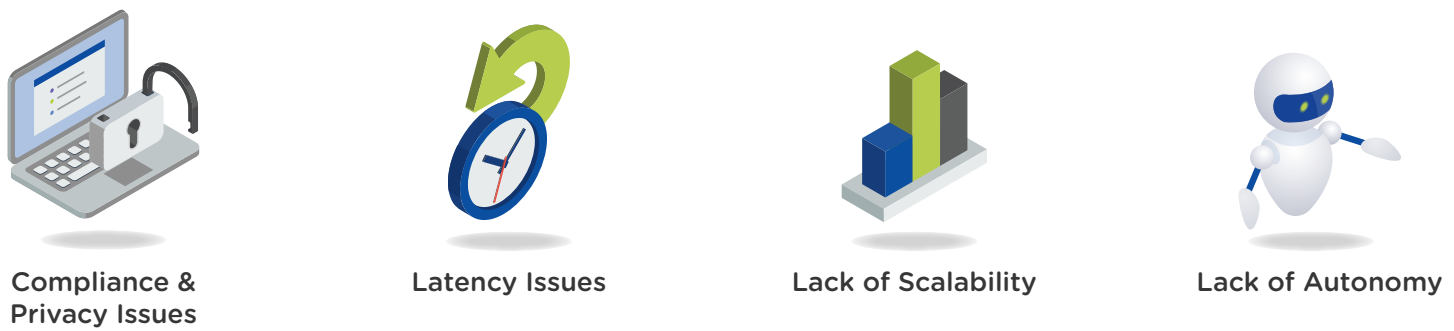 Compliance &
Privacy Issues
Latency Issues
Lack of Scalability
Lack of Autonomy